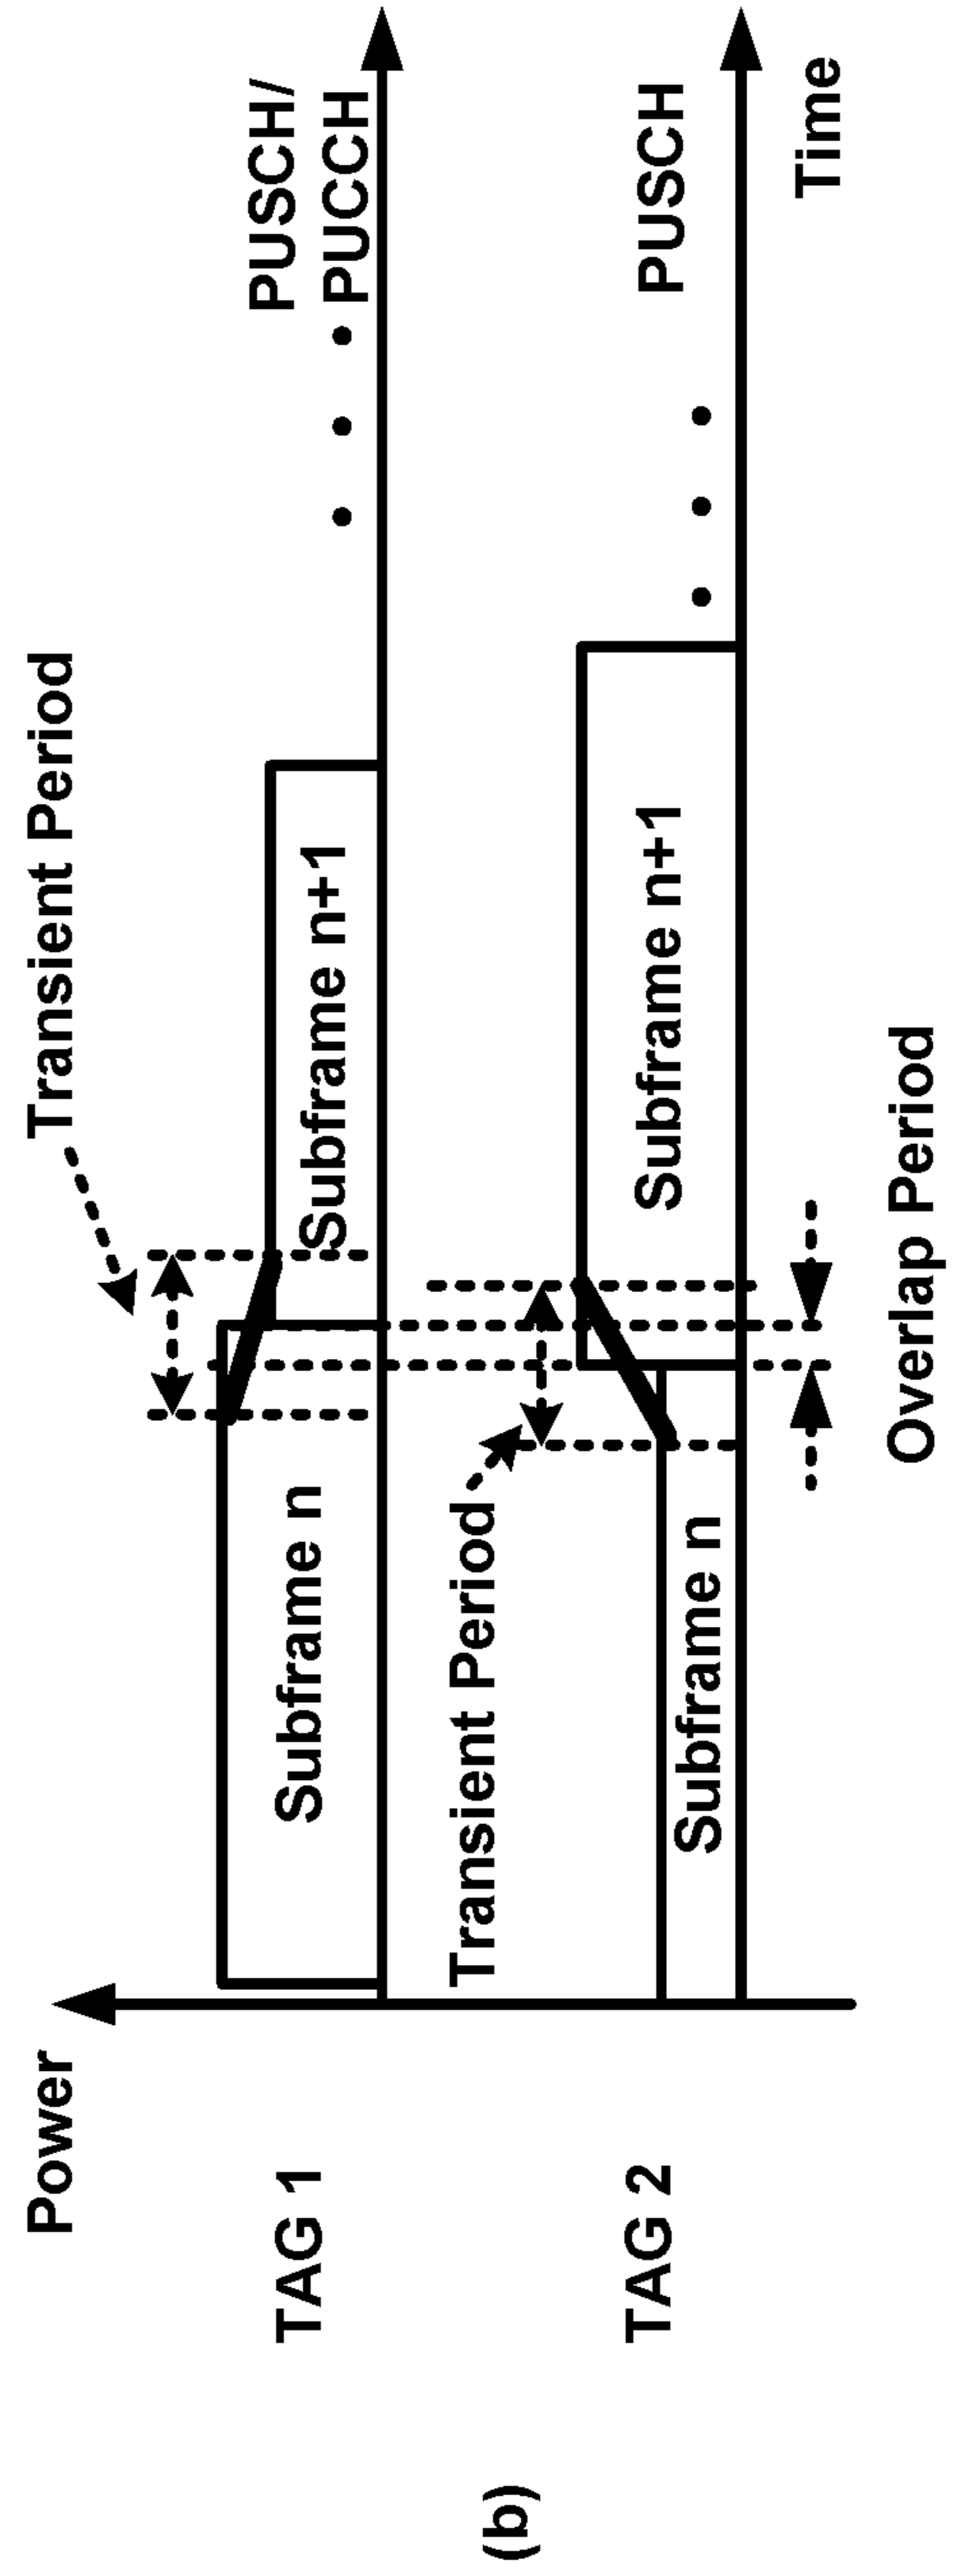 Power
Transient Period
TAG 1
Subframe n
Subframe n+1
PUSCH/
PUCCH
Transient Period
TAG 2
Subframe n
Subframe n+1
PUSCH
Time
Overlap Period
(b)